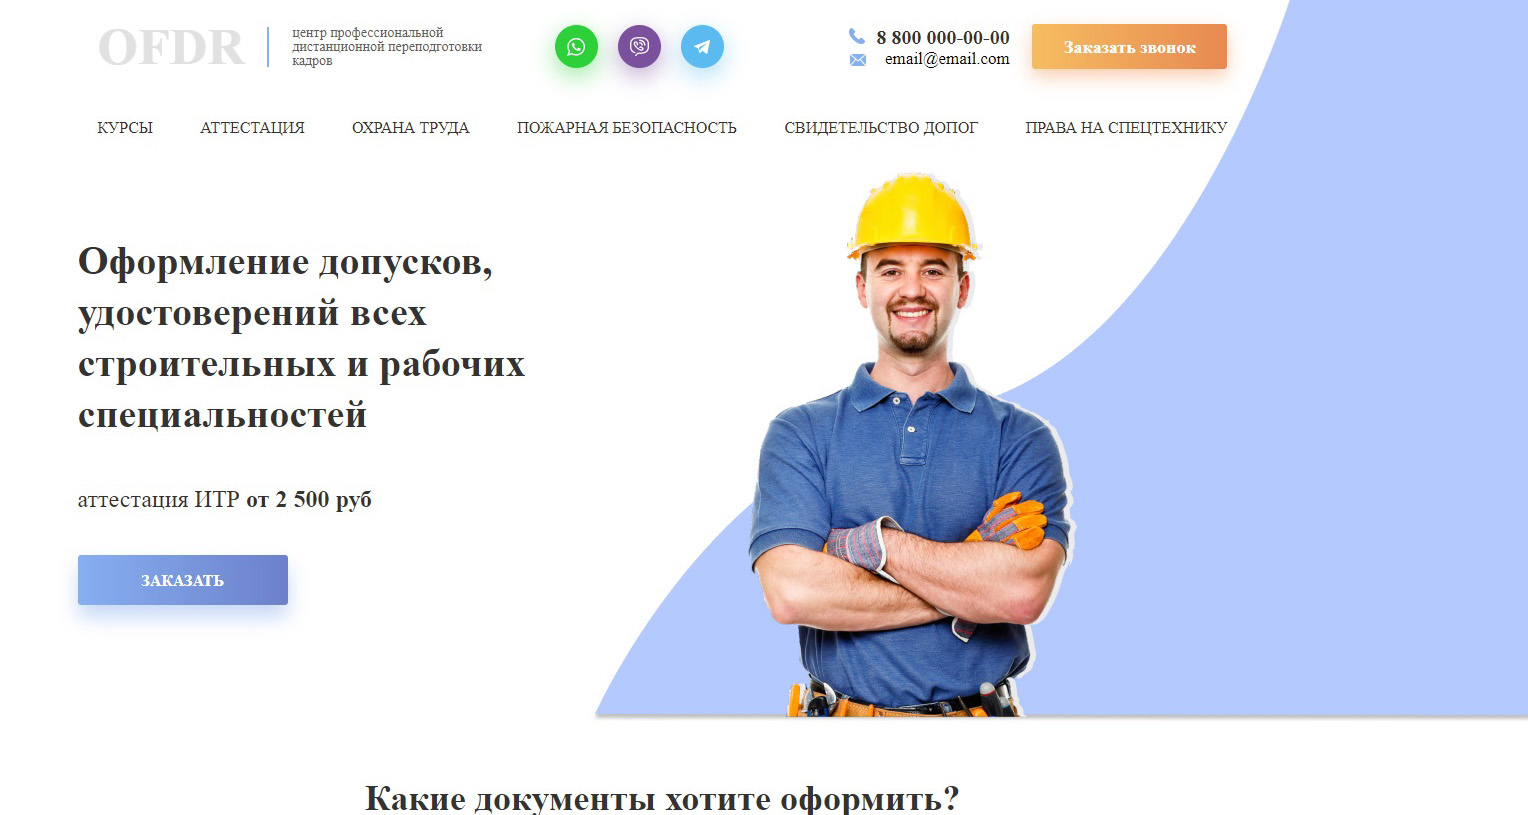 OFDR
центр профессиональной
дистанционной переподготовки
кадров
8 800 000-00-00
email@email.com
Заказать звонок
КУРСЫ АТТЕСТАЦИЯ ОХРАНА ТРУДА ПОЖАРНАЯ БЕЗОПАСНОСТЬ СВИДЕТЕЛЬСТВО ДОПОГ ПРАВА НА СПЕЦТЕХНИКУ
Оформление допусков,
удостоверений всех
строительных и рабочих
специальностей
аттестация ИТР от 2 500 руб
ЗАКАЗАТЬ
Какие документы хотите оформить?